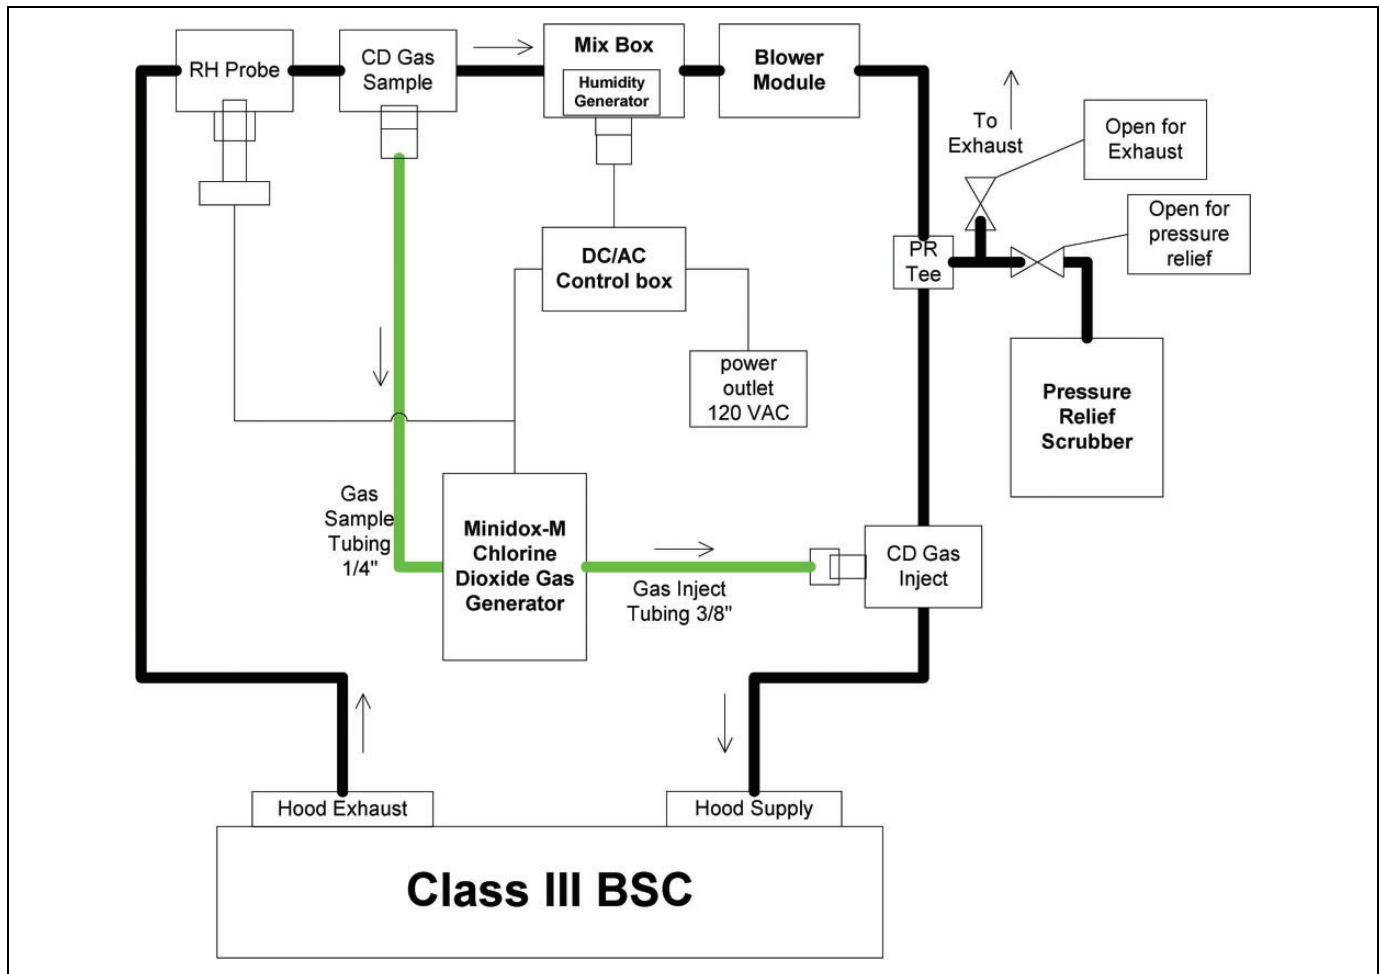 RH Probe
CD Gas
Sample
Mix Box
Humidity
Generator
Blower
Module
To
Exhaust
Open for
Exhaust
Open for
pressure
relief
PR
Tee
DC/AC
Control box
power
outlet
120 VAC
Pressure
Relief
Scrubber
Gas
Sample
Tubing
1/4"
Minidox-M
Chlorine
Dioxide Gas
Generator
Gas Inject
Tubing 3/8"
CD Gas
Inject
Hood Exhaust
Hood Supply
Class III BSC